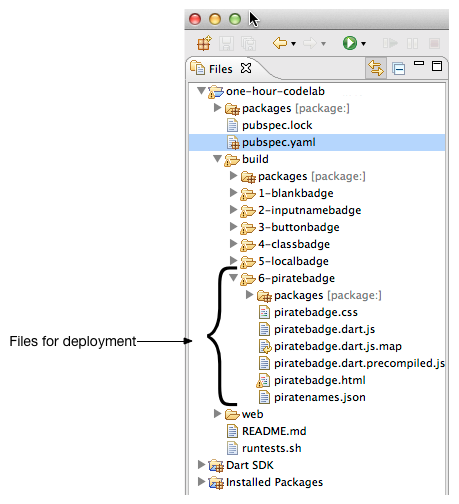 Files
one-hour-codelab
packages [package:]
pubspec.lock
pubspec.yaml
build
packages [package:]
1-blankbadge
2-inputnamebadge
3-buttonbadge
4-classbadge
5-localbadge
6-piratebadge
packages [package:]
piratebadge.css
piratebadge.dart.js
Files for deployment
piratebadge.dart.js.map
piratebadge.dart.precompiled.js
piratebadge.html
piratenames.json
web
README.md
runtests.sh
Dart SDK
Installed Packages